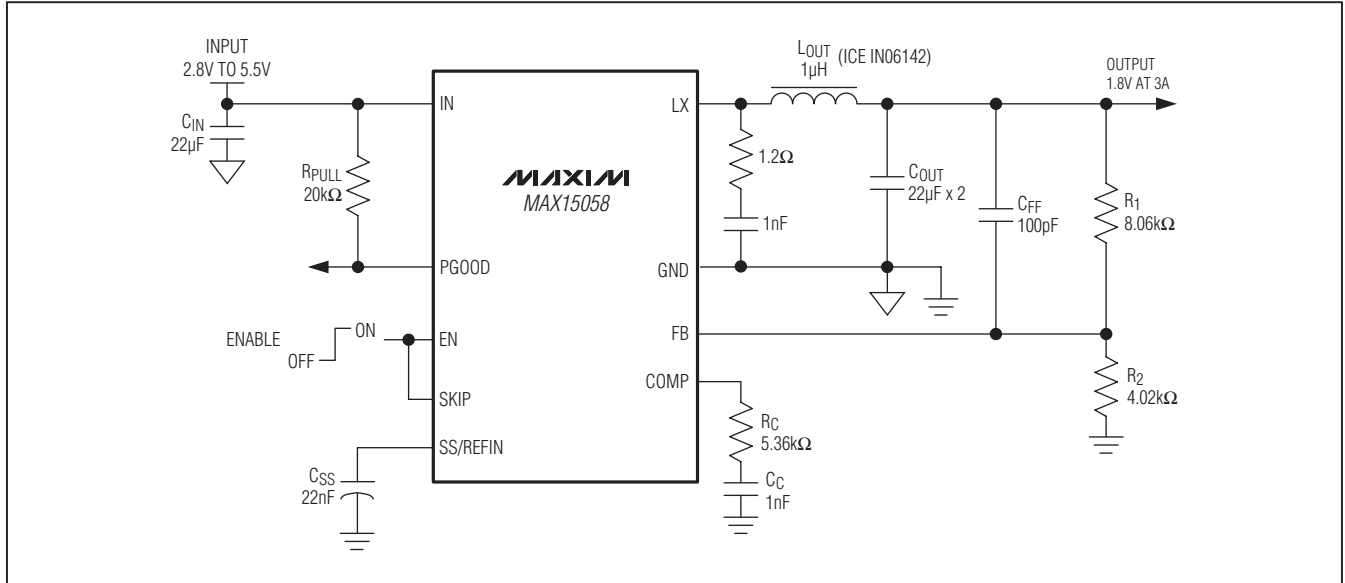 INPUT
2.8V TO 5.5V
CIN
22µF
RPULL
20kΩ
IN
PGOOD
ENABLE
OFF
ON
EN
SKIP
SS/REFIN
CSS
22nF
MAXIM
MAX15058
LX
GND
FB
COMP
LOUT (ICE IN06142)
1µH
1.2Ω
1nF
COUT
22µF x 2
CFF
100pF
OUTPUT
1.8V AT 3A
R1
8.06kΩ
R2
4.02kΩ
RC
5.36kΩ
CC
1nF